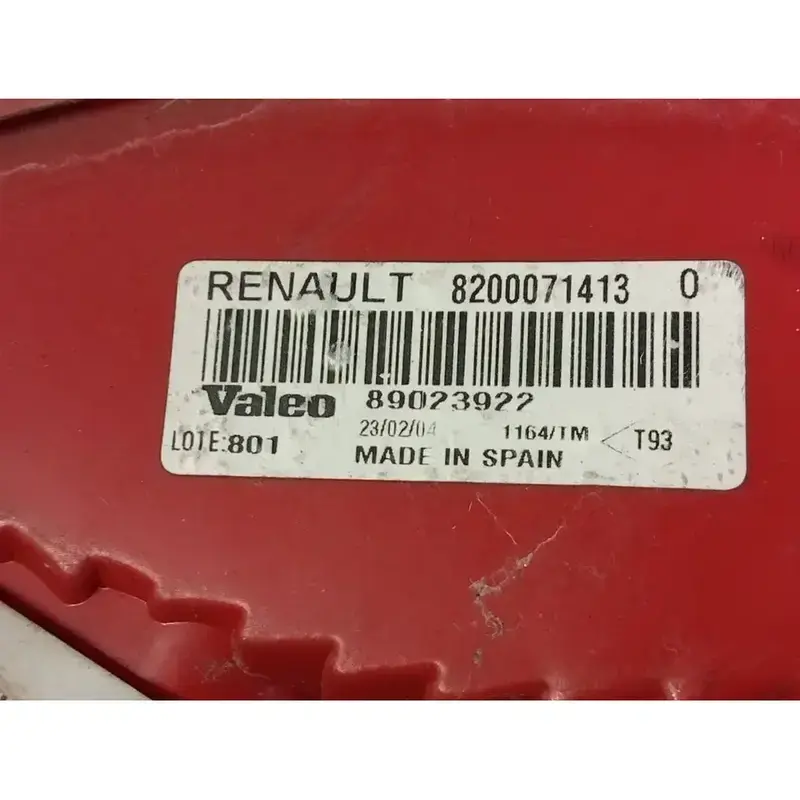 RENAULT 8200071413 0
Valeo 89023922
23/02/04 1164/TM T93
LOTE:801
MADE IN SPAIN